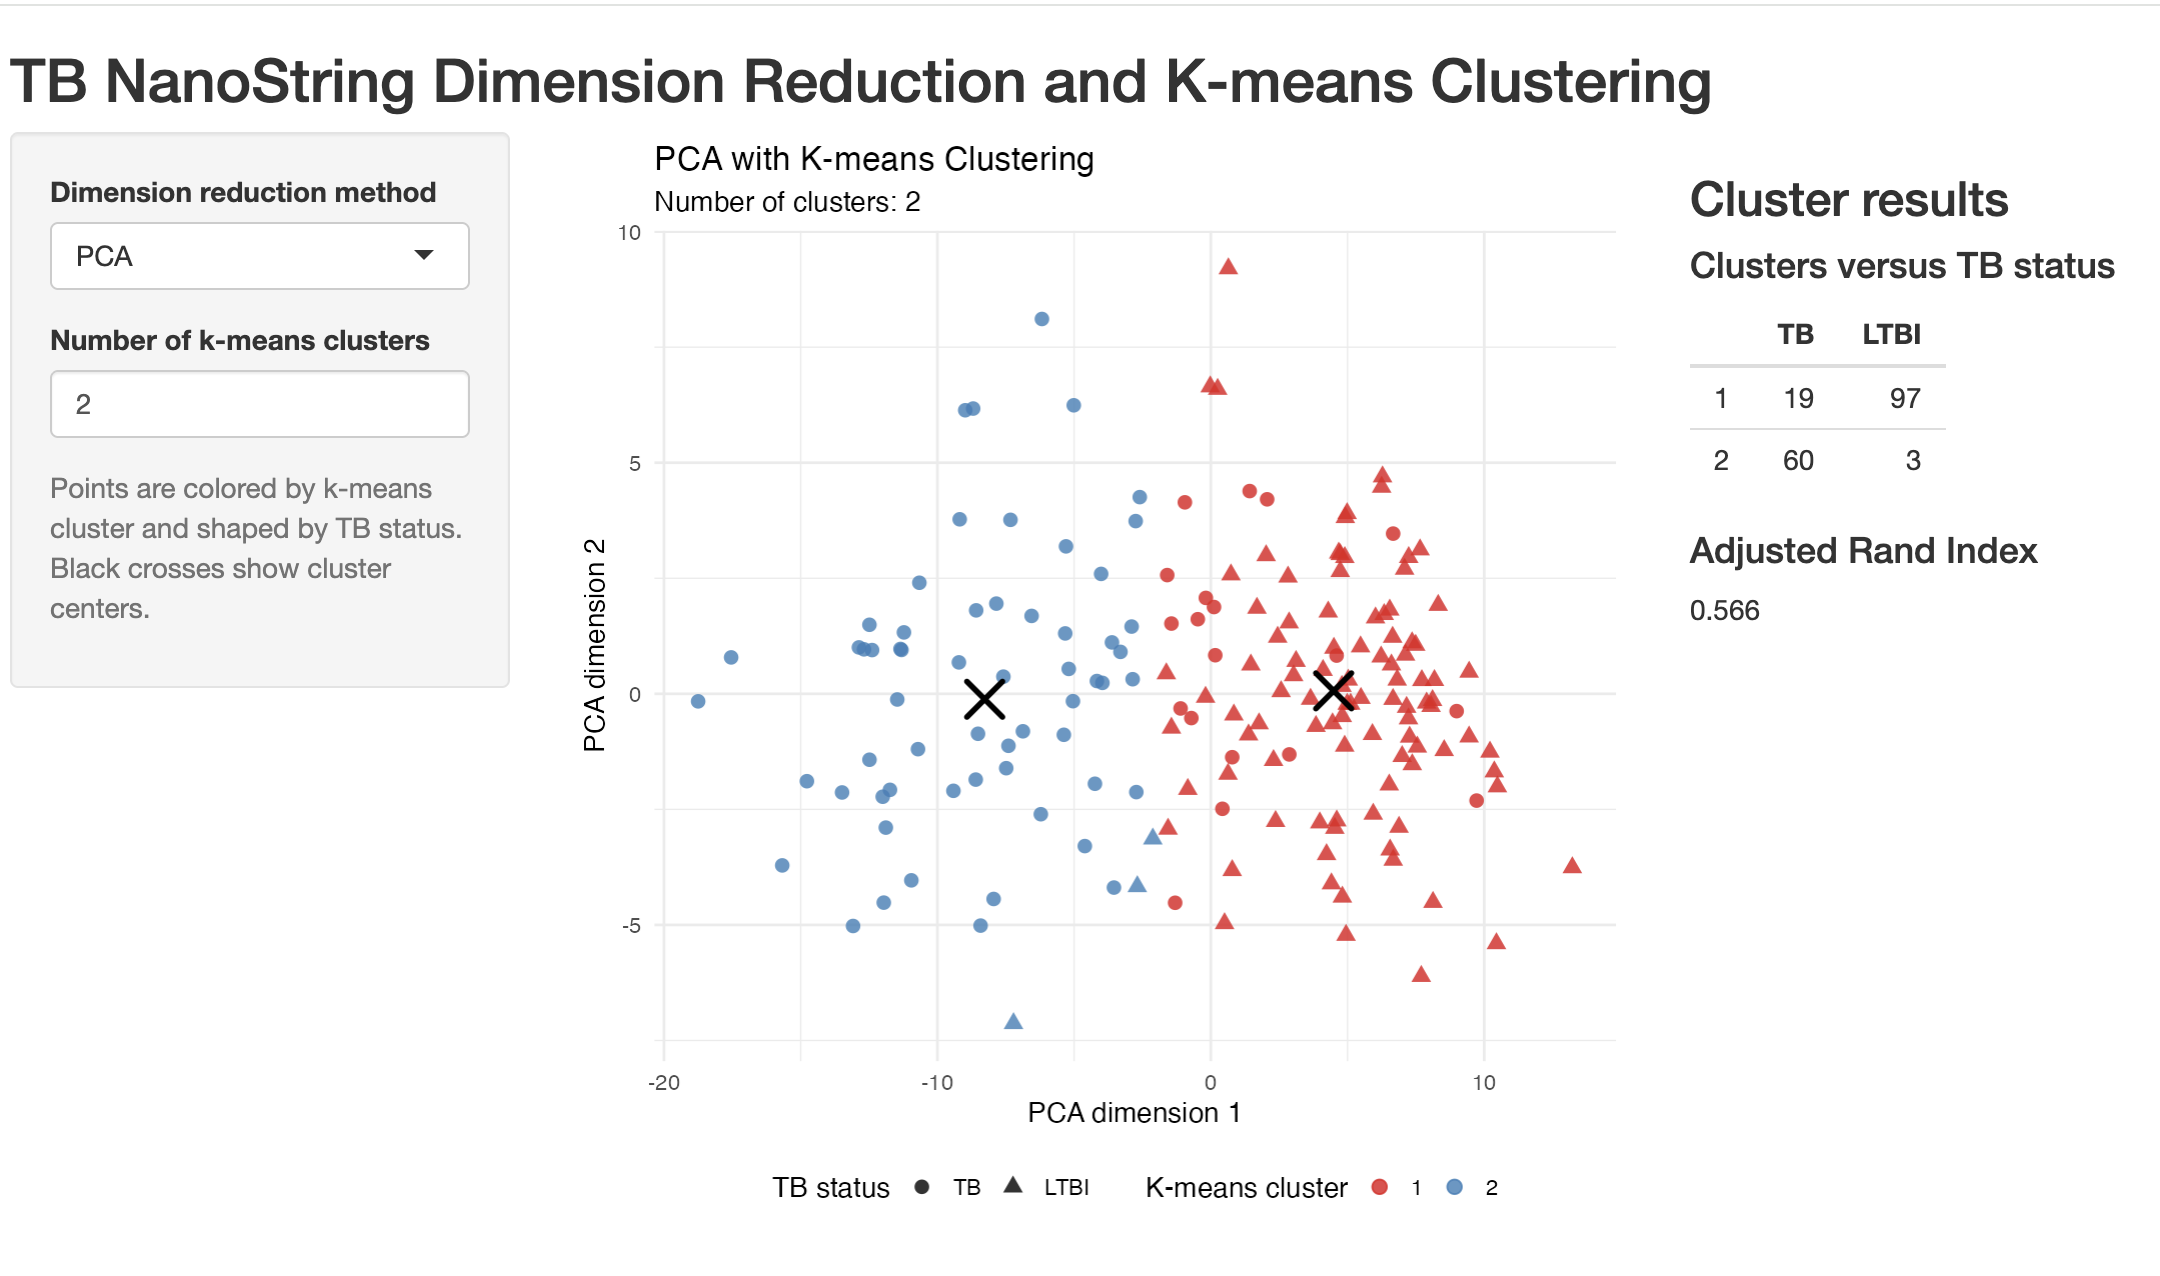 TB NanoString Dimension Reduction and K-means Clustering
Dimension reduction method
PCA
Number of k-means clusters
2
Points are colored by k-means
cluster and shaped by TB status.
Black crosses show cluster
centers.
PCA with K-means Clustering
Number of clusters: 2
10
5
0
-5
PCA dimension 2
-20 -10 0 10
PCA dimension 1
TB status TB LTBI K-means cluster 1 2
Cluster results
Clusters versus TB status
TB LTBI
1 19 97
2 60 3
Adjusted Rand Index
0.566